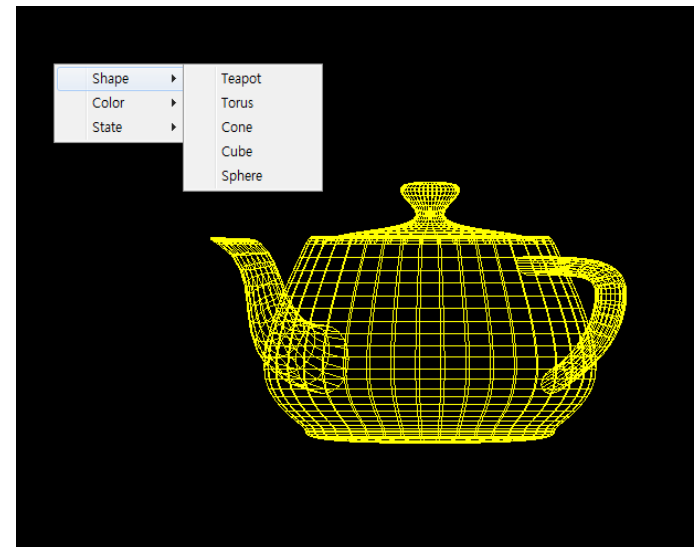 Shape
Color
State
Teapot
Torus
Cone
Cube
Sphere